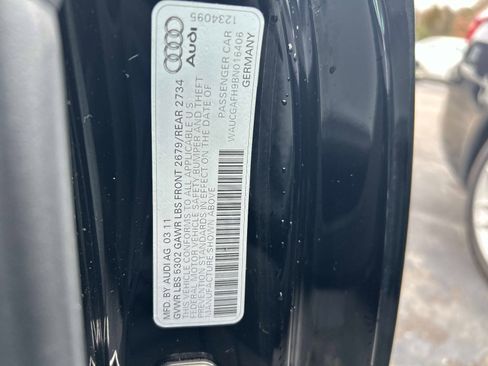 MFD. BY AUDI AG 03 11
GVWR LBS 5302 GAWR LBS FRONT 2679/REAR 2734
THIS VEHICLE CONFORMS TO ALL APPLICABLE U.S.
FEDERAL MOTOR VEHICLE SAFETY, BUMPER AND THEFT
PREVENTION STANDARDS IN EFFECT ON THE DATE OF
MANUFACTURE SHOWN ABOVE
PASSENGER CAR
WAUCGAFH9BN016406
GERMANY
Audi
1234095